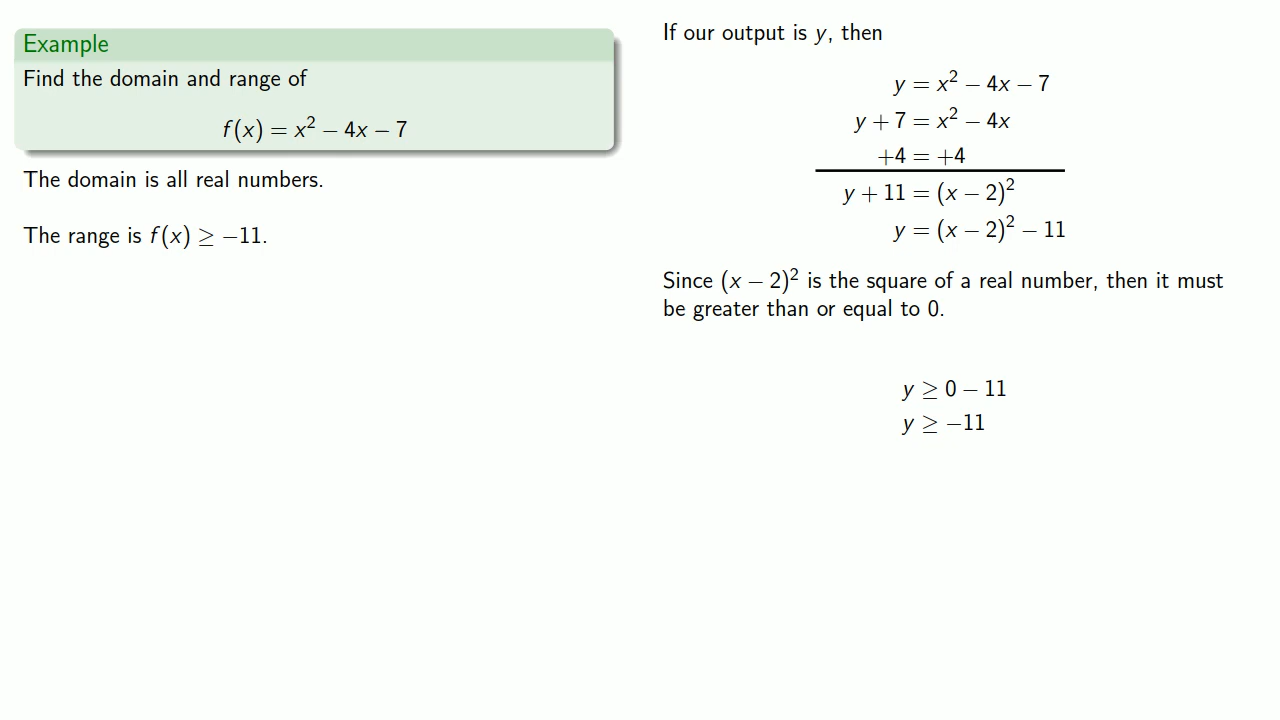 Example
Find the domain and range of
f(x) = x² − 4x − 7
The domain is all real numbers.
The range is f(x) ≥ −11.
If our output is y, then
y = x² − 4x − 7
y + 7 = x² − 4x
+4 = +4
y + 11 = (x − 2)²
y = (x − 2)² − 11
Since (x − 2)² is the square of a real number, then it must
be greater than or equal to 0.
y ≥ 0 − 11
y ≥ −11